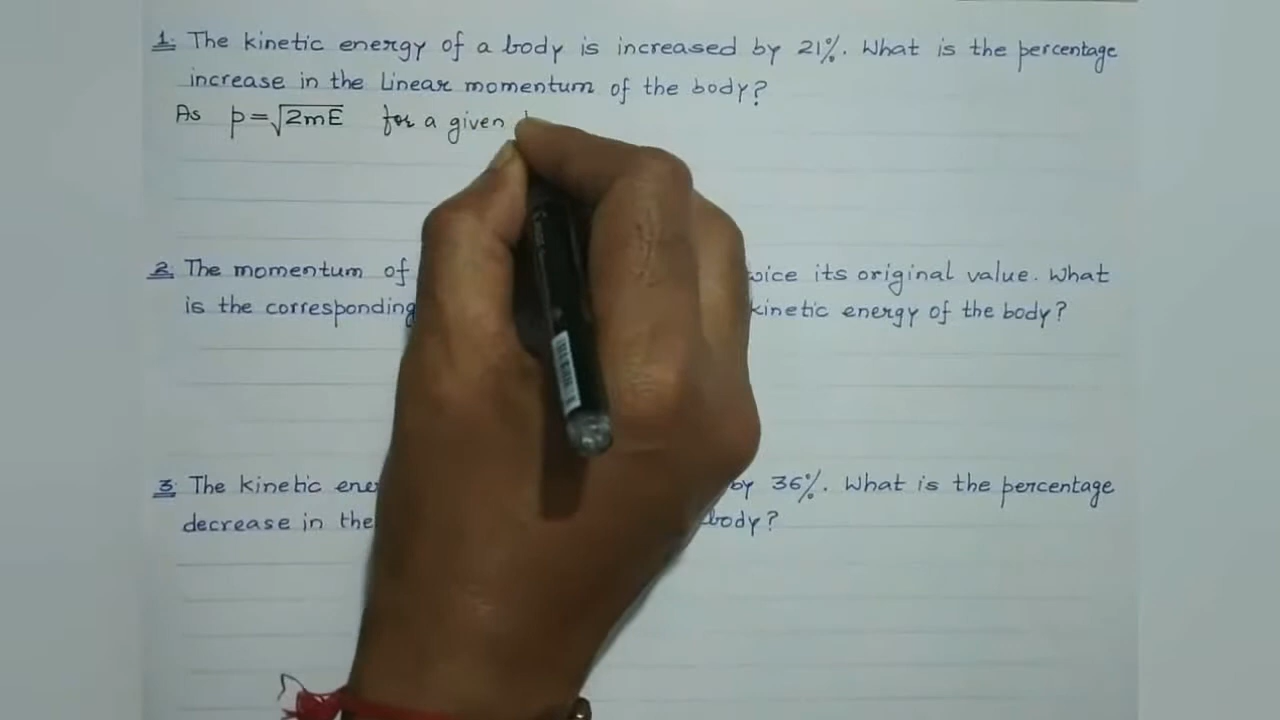 1. The kinetic energy of a body is increased by 21%. What is the percentage
increase in the Linear momentum of the body?
As p=√2mE for a given
2. The momentum of its original value. What
is the corresponding kinetic energy of the body?
3. The kinetic by 36%. What is the percentage
decrease in the body?